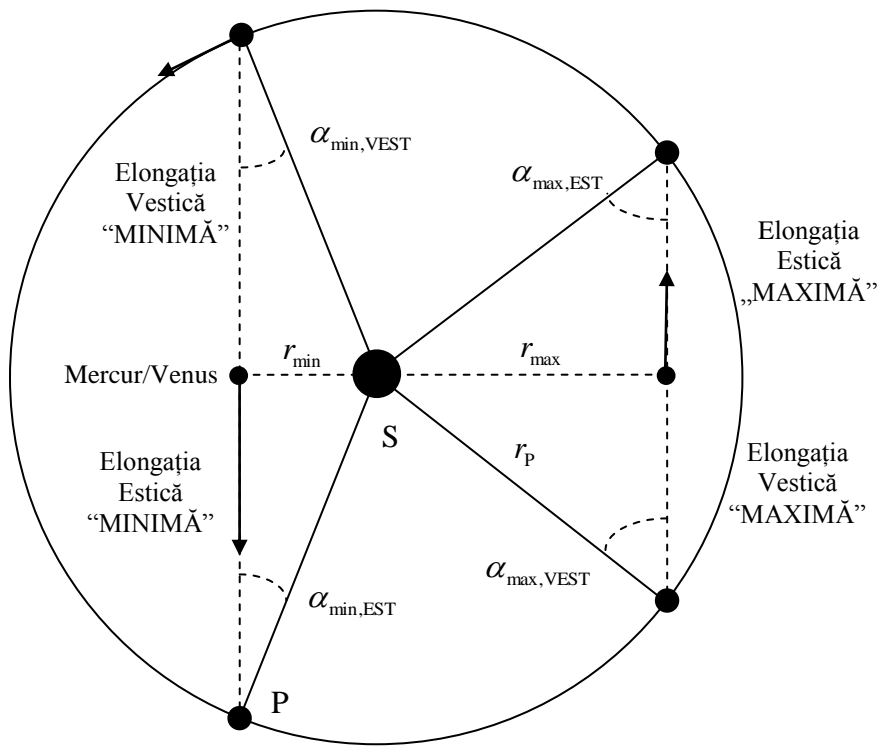 α_min,VEST
Elongația
Vestică
“MINIMĂ”
α_max,EST
Elongația
Estică
„MAXIMĂ”
Mercur/Venus
r_min
r_max
S
r_P
Elongația
Estică
“MINIMĂ”
Elongația
Vestică
“MAXIMĂ”
α_max,VEST
α_min,EST
P